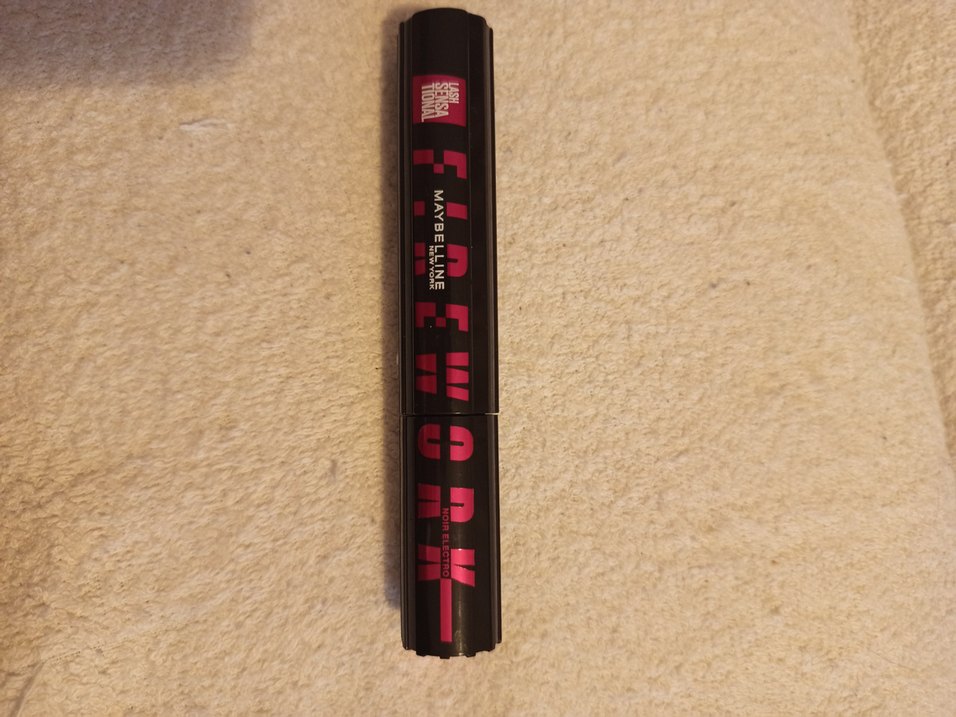 LASH
SENSA
TIONAL
FIREWORK
MAYBELLINE
NEW YORK
NOIR ELECTRO